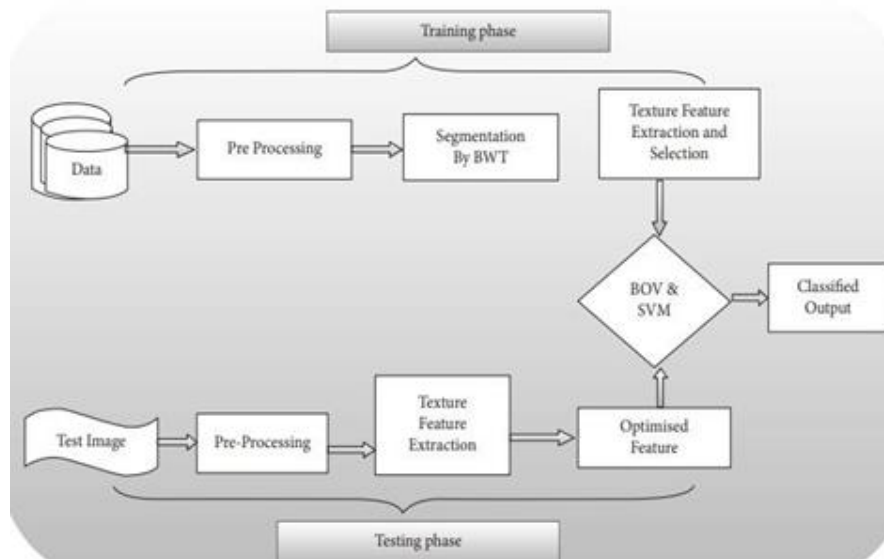 Training phase
Data
Pre Processing
Segmentation
By BWT
Texture Feature
Extraction and
Selection
BOV &
SVM
Classified
Output
Test Image
Pre-Processing
Texture
Feature
Extraction
Optimised
Feature
Testing phase